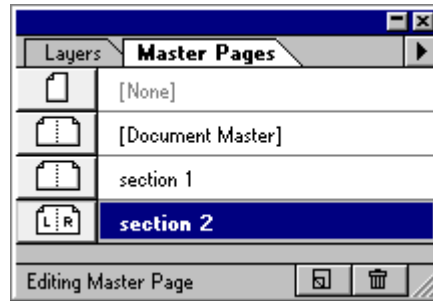 Layers Master Pages
[None]
[Document Master]
section 1
L R section 2
Editing Master Page